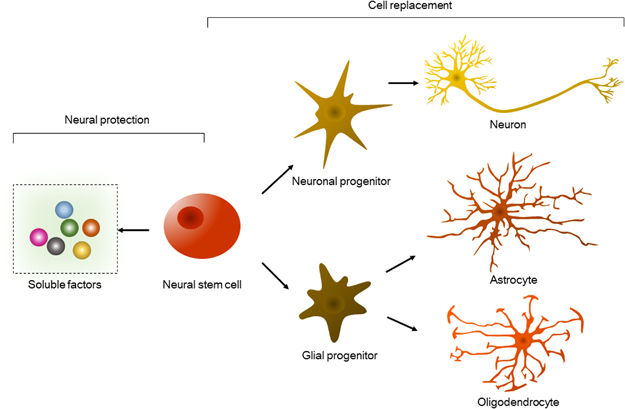 Cell replacement
Neural protection
Neuron
Neuronal progenitor
Soluble factors
Neural stem cell
Astrocyte
Glial progenitor
Oligodendrocyte